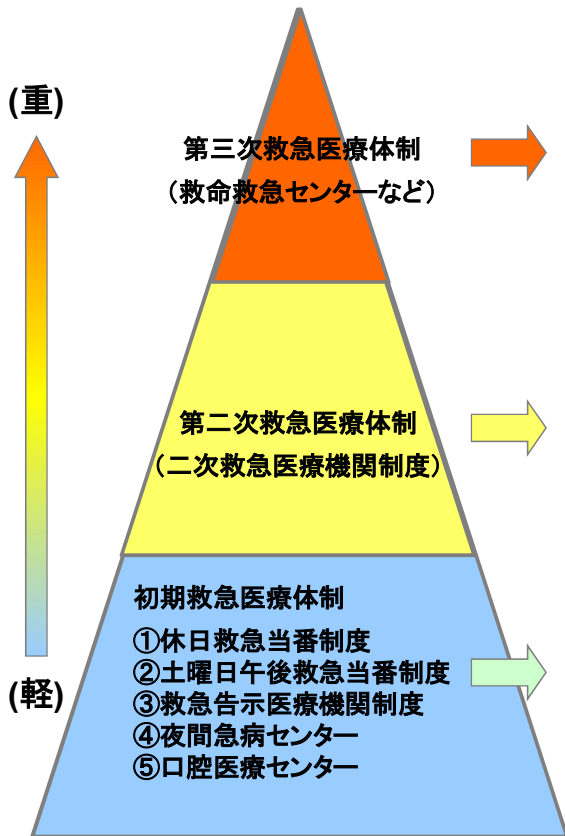 (重)
第三次救急医療体制
（救命救急センターなど）
第二次救急医療体制
（二次救急医療機関制度）
初期救急医療体制
①休日救急当番制度
②土曜日午後救急当番制度
③救急告示医療機関制度
④夜間急病センター
⑤口腔医療センター
(軽)